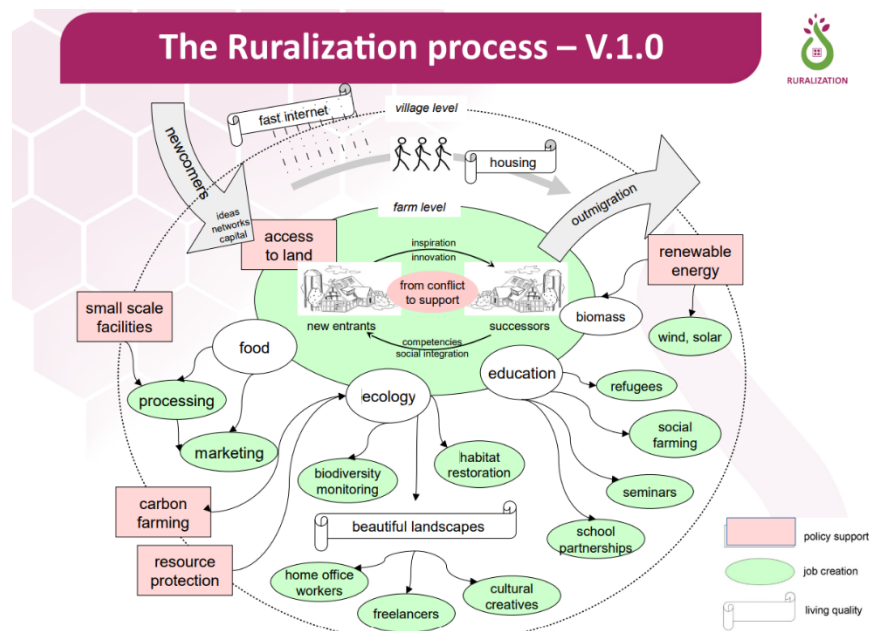 The Ruralization process – V.1.0
RURALIZATION
fast internet
village level
newcomers
housing
ideas
networks
capital
farm level
outmigration
access
to land
inspiration
innovation
renewable
energy
from conflict
to support
small scale
facilities
biomass
new entrants
successors
wind, solar
food
competencies
social integration
education
refugees
processing
ecology
marketing
social
farming
habitat
restoration
biodiversity
monitoring
seminars
carbon
farming
beautiful landscapes
school
partnerships
policy support
resource
protection
home office
workers
cultural
creatives
job creation
freelancers
living quality